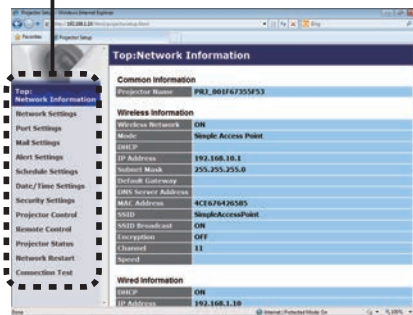 Projector Setup - Windows Internet Explorer
Favorites Projector Setup
Top:Network Information
Top:
Network Information
Network Settings
Port Settings
Mail Settings
Alert Settings
Schedule Settings
Date/Time Settings
Security Settings
Projector Control
Remote Control
Projector Status
Network Restart
Connection Test
Common Information
Projector Name PRJ_001F67355F53
Wireless Information
Wireless Network ON
Mode Simple Access Point
DHCP
IP Address 192.168.10.1
Subnet Mask 255.255.255.0
Default Gateway
DNS Server Address
MAC Address 4CE676426585
SSID SimpleAccessPoint
SSID Broadcast ON
Encryption OFF
Channel 11
Speed
Wired Information
DHCP ON
IP Address 192.168.1.10
Done Internet | Protected Mode: On 100%